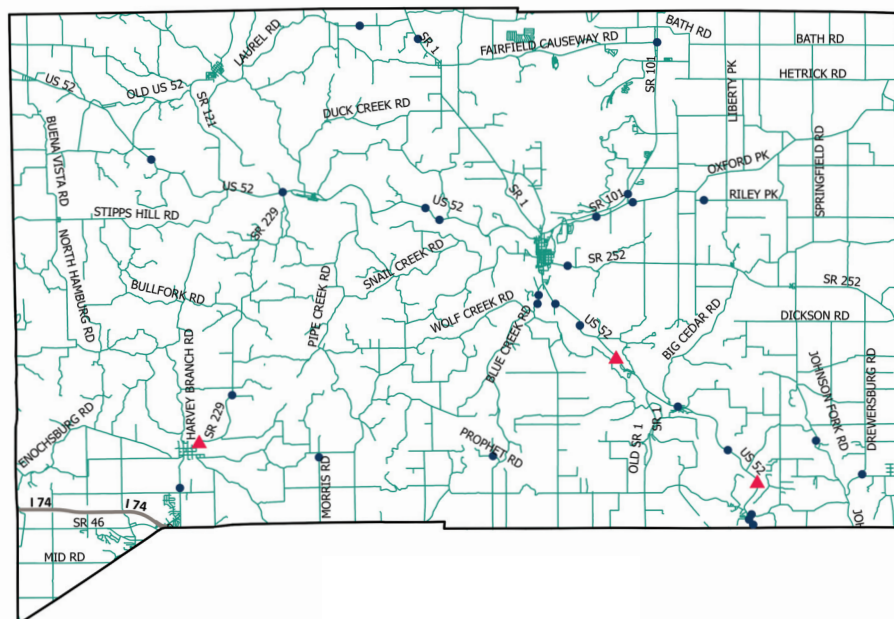 BATH RD
LAUREL RD
SR 1
FAIRFIELD CAUSEWAY RD
BATH RD
US 52
OLD US 52
SR 101
HETRICK RD
LIBERTY PK
SR 121
DUCK CREEK RD
BUENA VISTA RD
SPRINGFIELD RD
OXFORD PK
US 52
SR 1
SR 101
RILEY PK
STIPPS HILL RD
SR 229
US 52
NORTH HAMBURG RD
SNAIL CREEK RD
SR 252
SR 252
BULLFORK RD
PIPE CREEK RD
WOLF CREEK RD
US 52
BIG CEDAR RD
DICKSON RD
HARVEY BRANCH RD
BLUE CREEK RD
JOHNSON FORK RD
DREWERSBURG RD
ENOCHSBURG RD
SR 229
OLD SR 1
SR 1
PROPHET RD
MORRIS RD
US 52
I 74
I 74
SR 46
MID RD